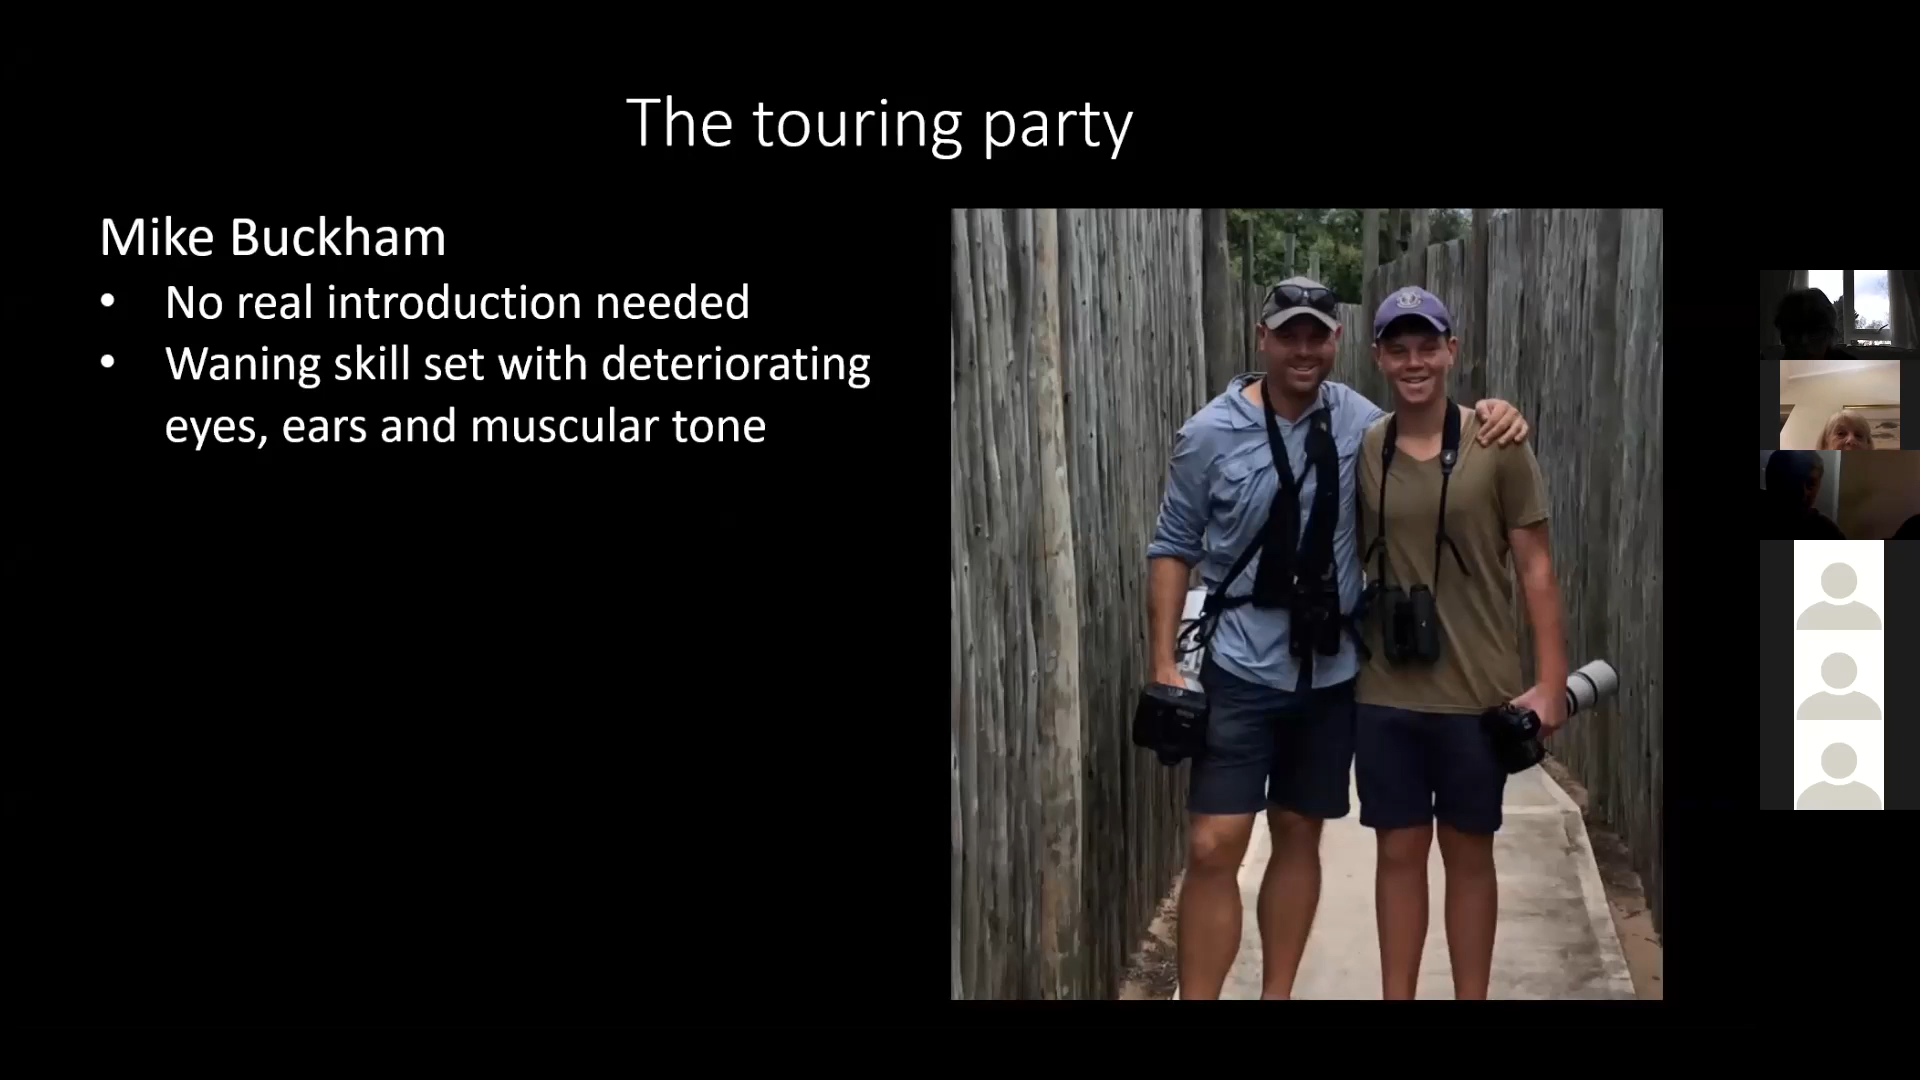 The touring party
Mike Buckham
• No real introduction needed
• Waning skill set with deteriorating
eyes, ears and muscular tone